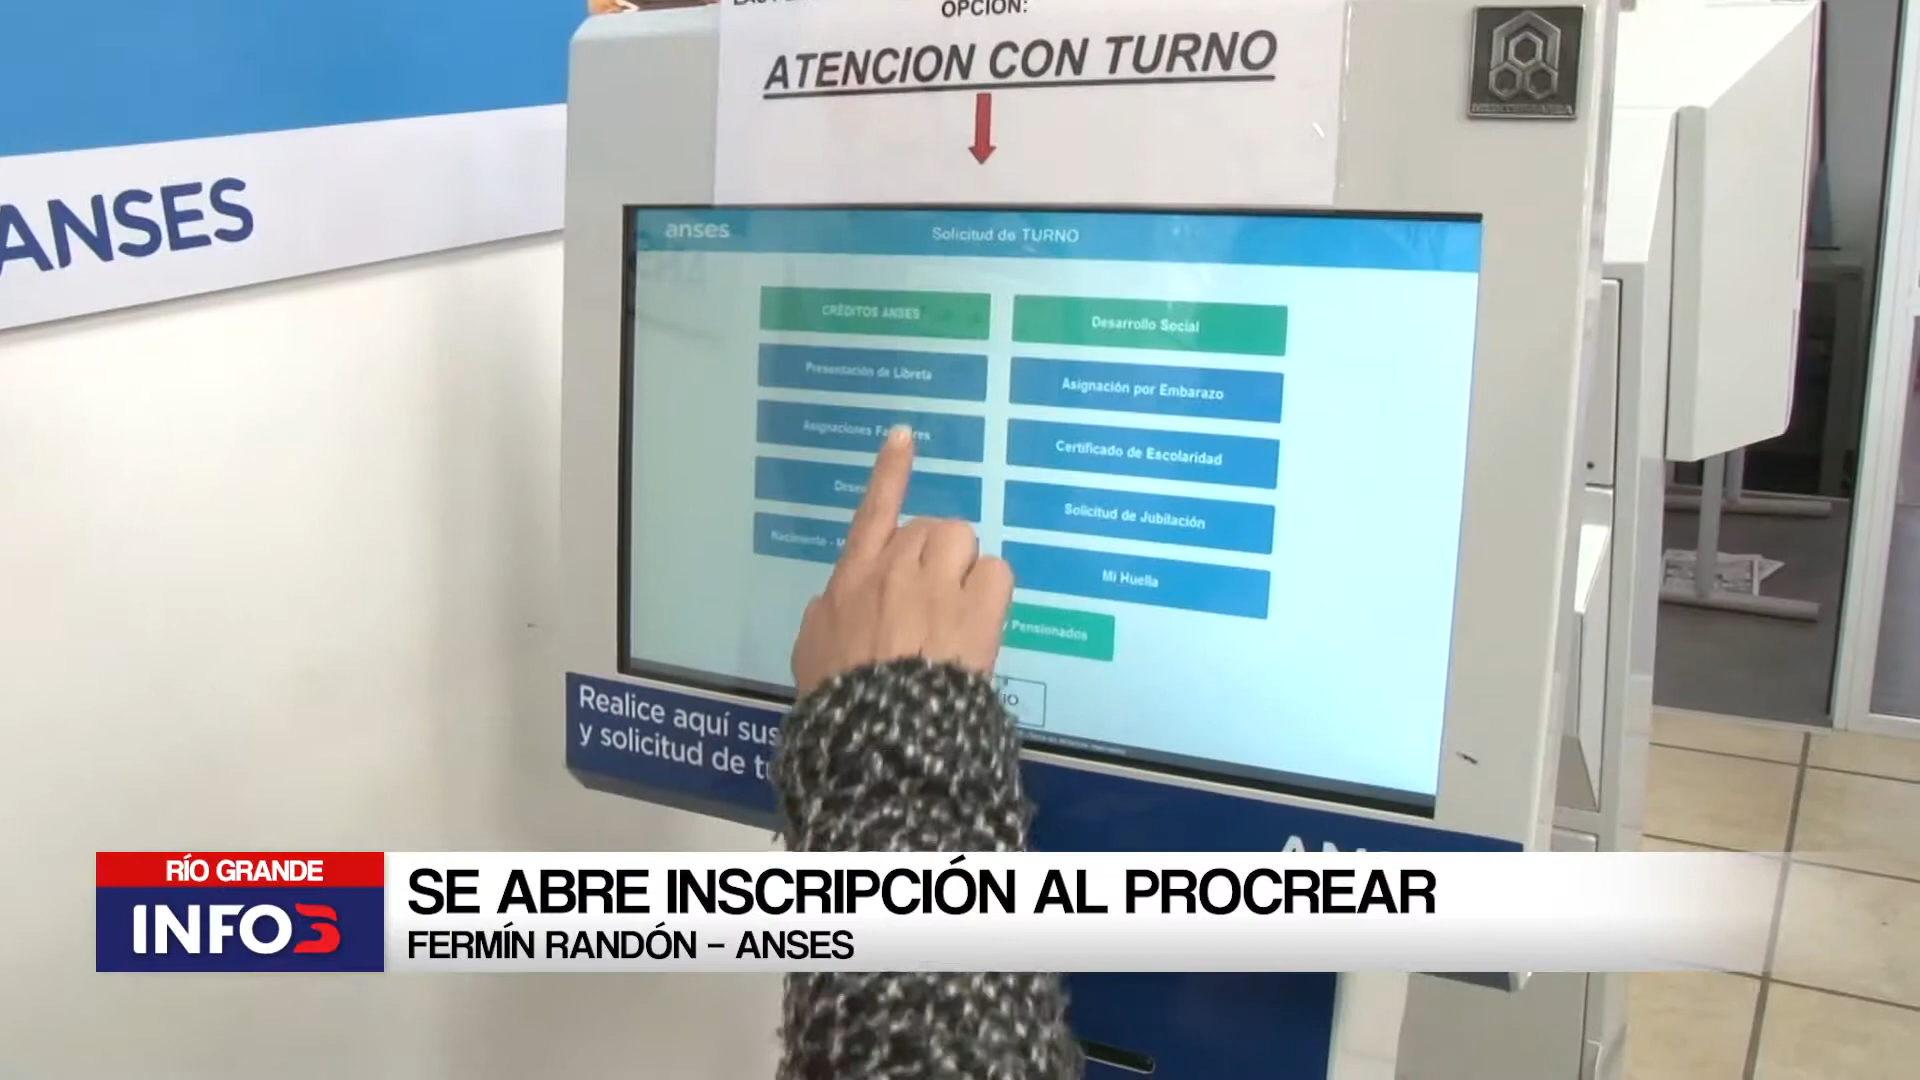 OPCION:
ATENCION CON TURNO
ANSES
anses
Solicitud de TURNO
CRÉDITOS ANSES
Desarrollo Social
Presentación de Libreta
Asignación por Embarazo
Asignaciones
Certificado de Escolaridad
Solicitud de Jubilación
Nacimiento -
Mi Huella
y Pensionados
Realice aquí sus
y solicitud de
RÍO GRANDE
INFO3
SE ABRE INSCRIPCIÓN AL PROCREAR
FERMÍN RANDÓN - ANSES